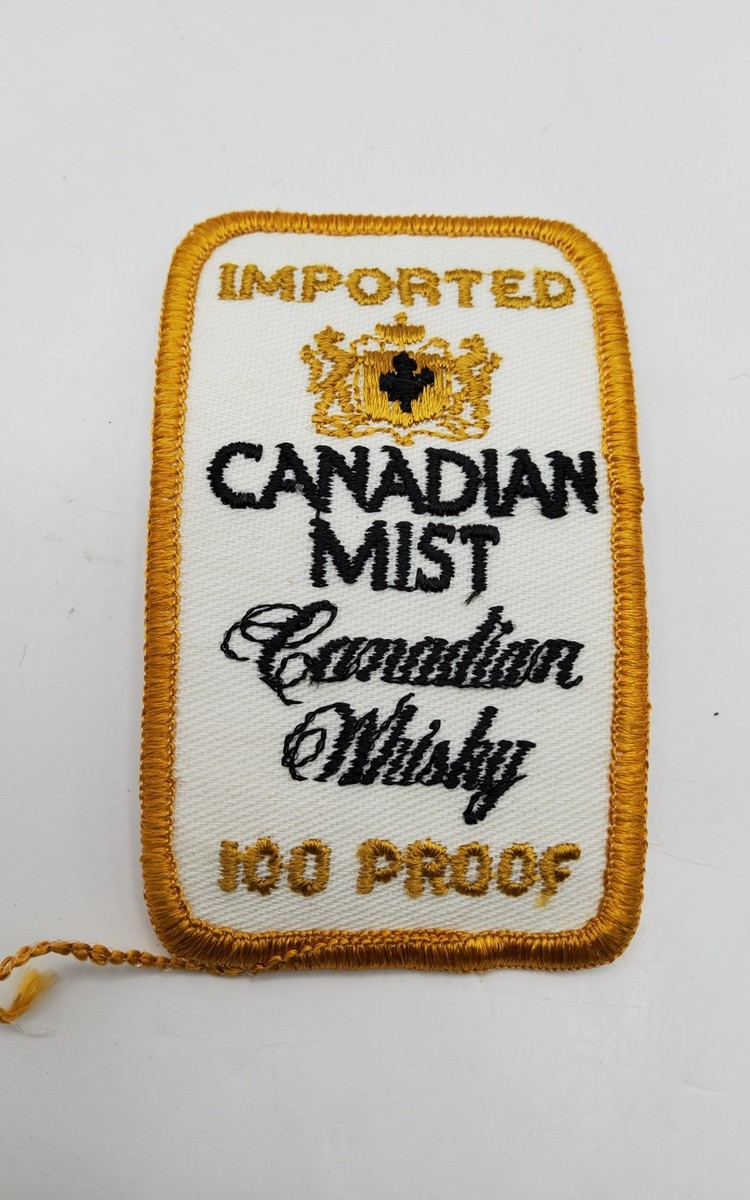 IMPORTED
CANADIAN
MIST
Canadian
Whisky
100 PROOF